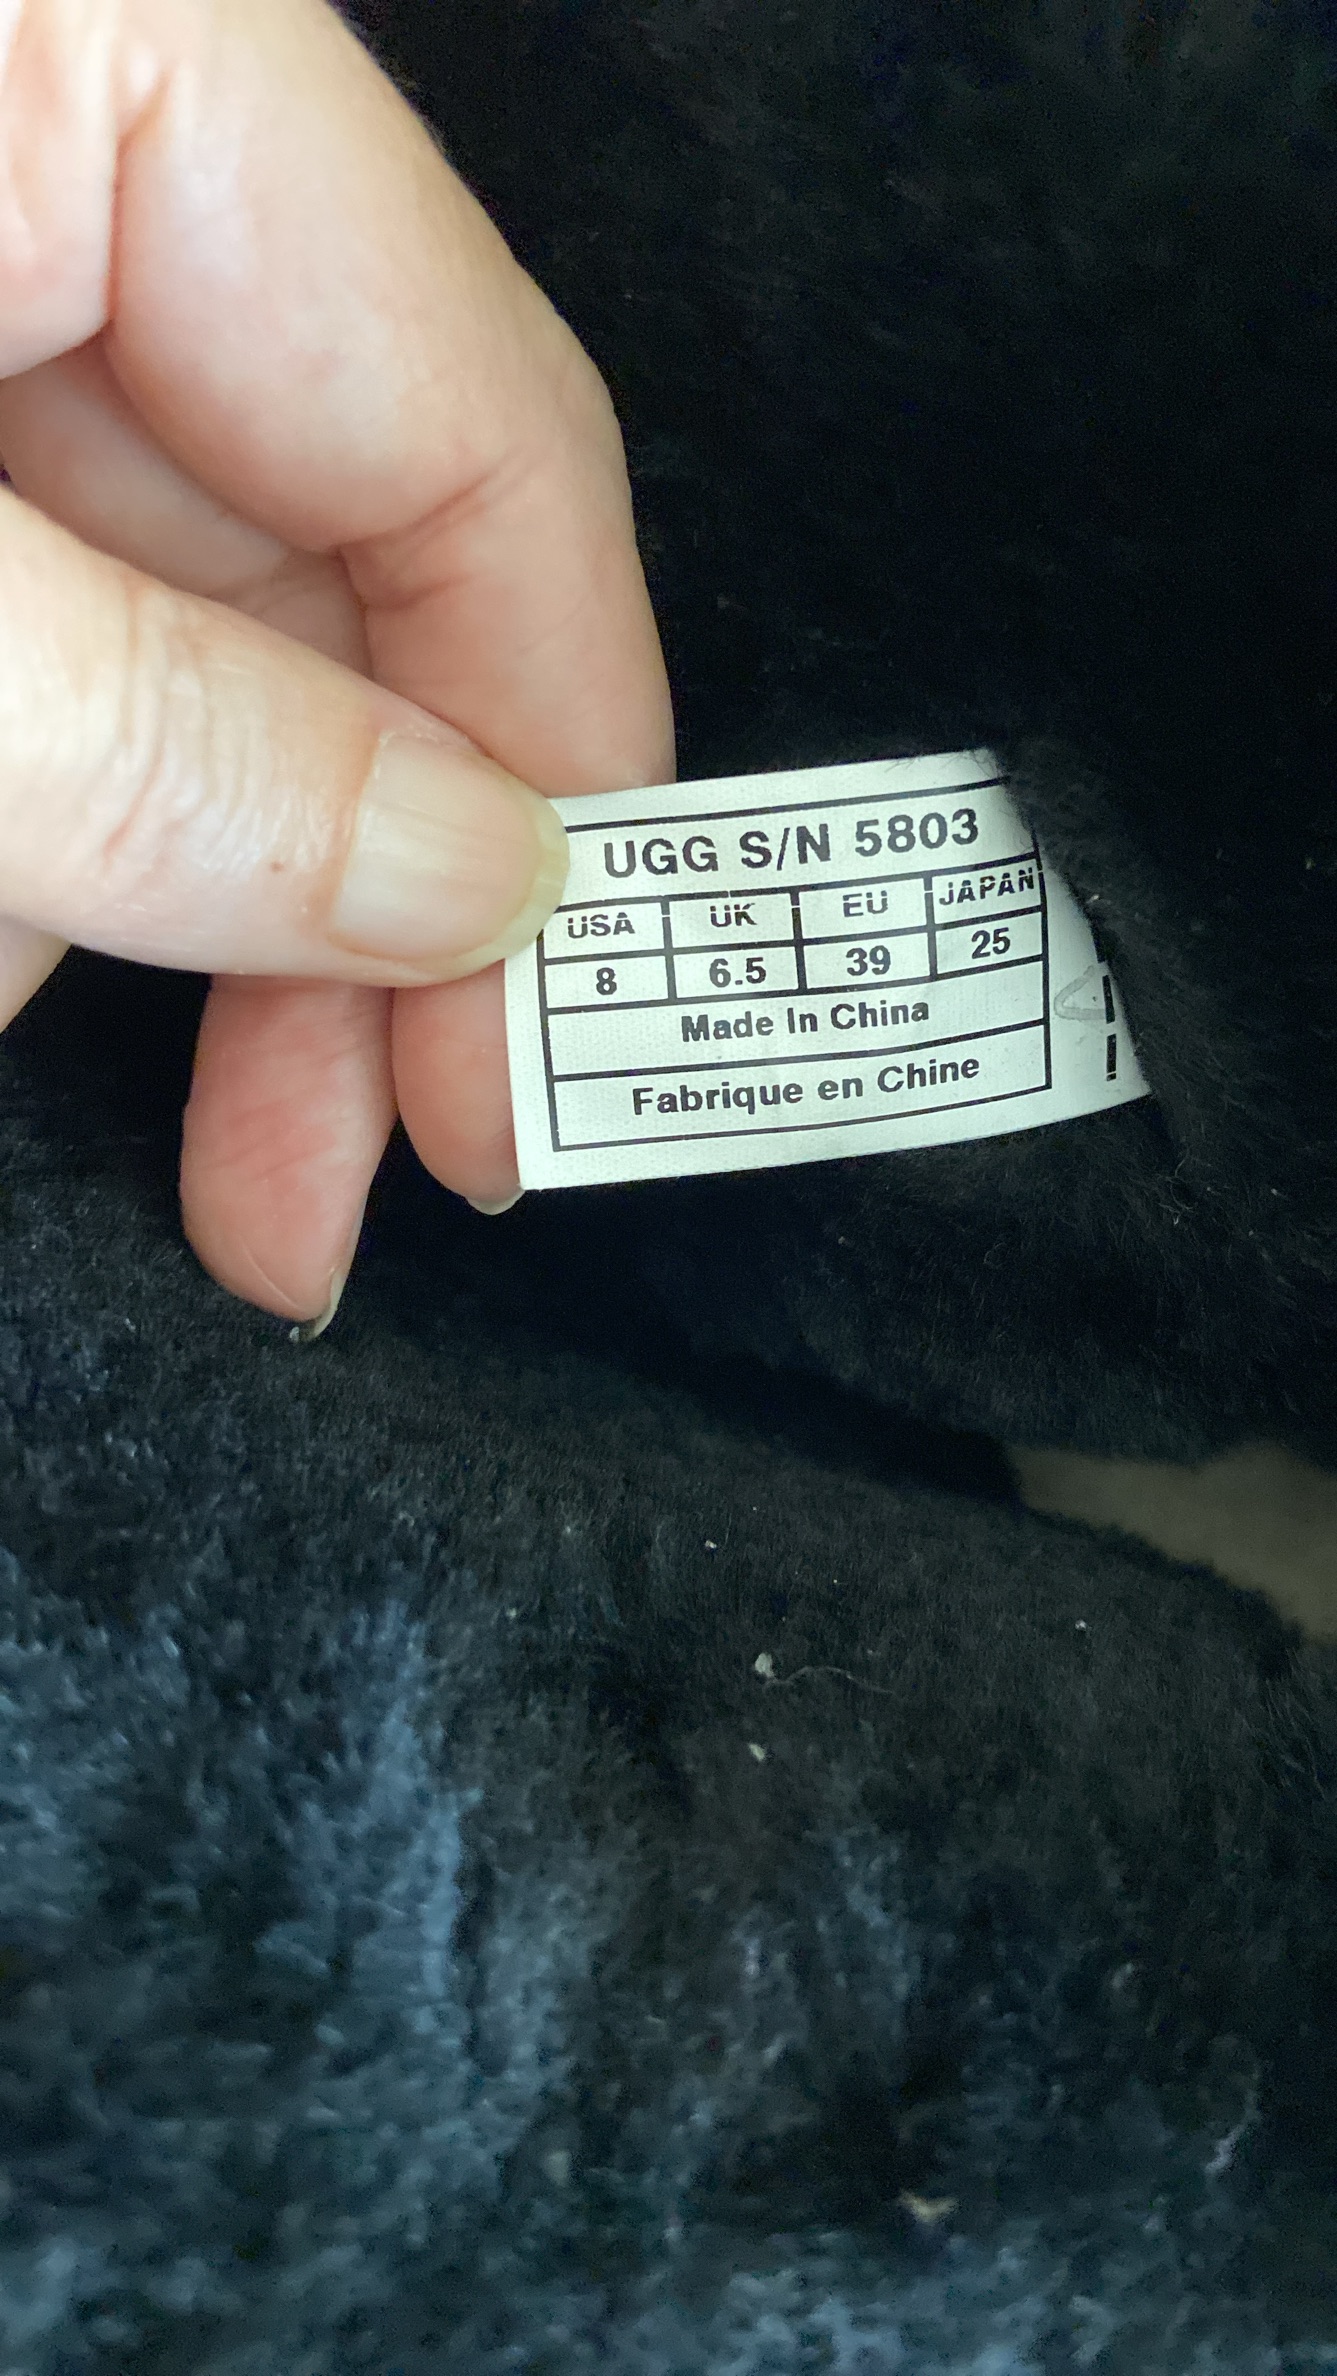 UGG S/N 5803
USA UK EU JAPAN
8 6.5 39 25
Made In China
Fabrique en Chine